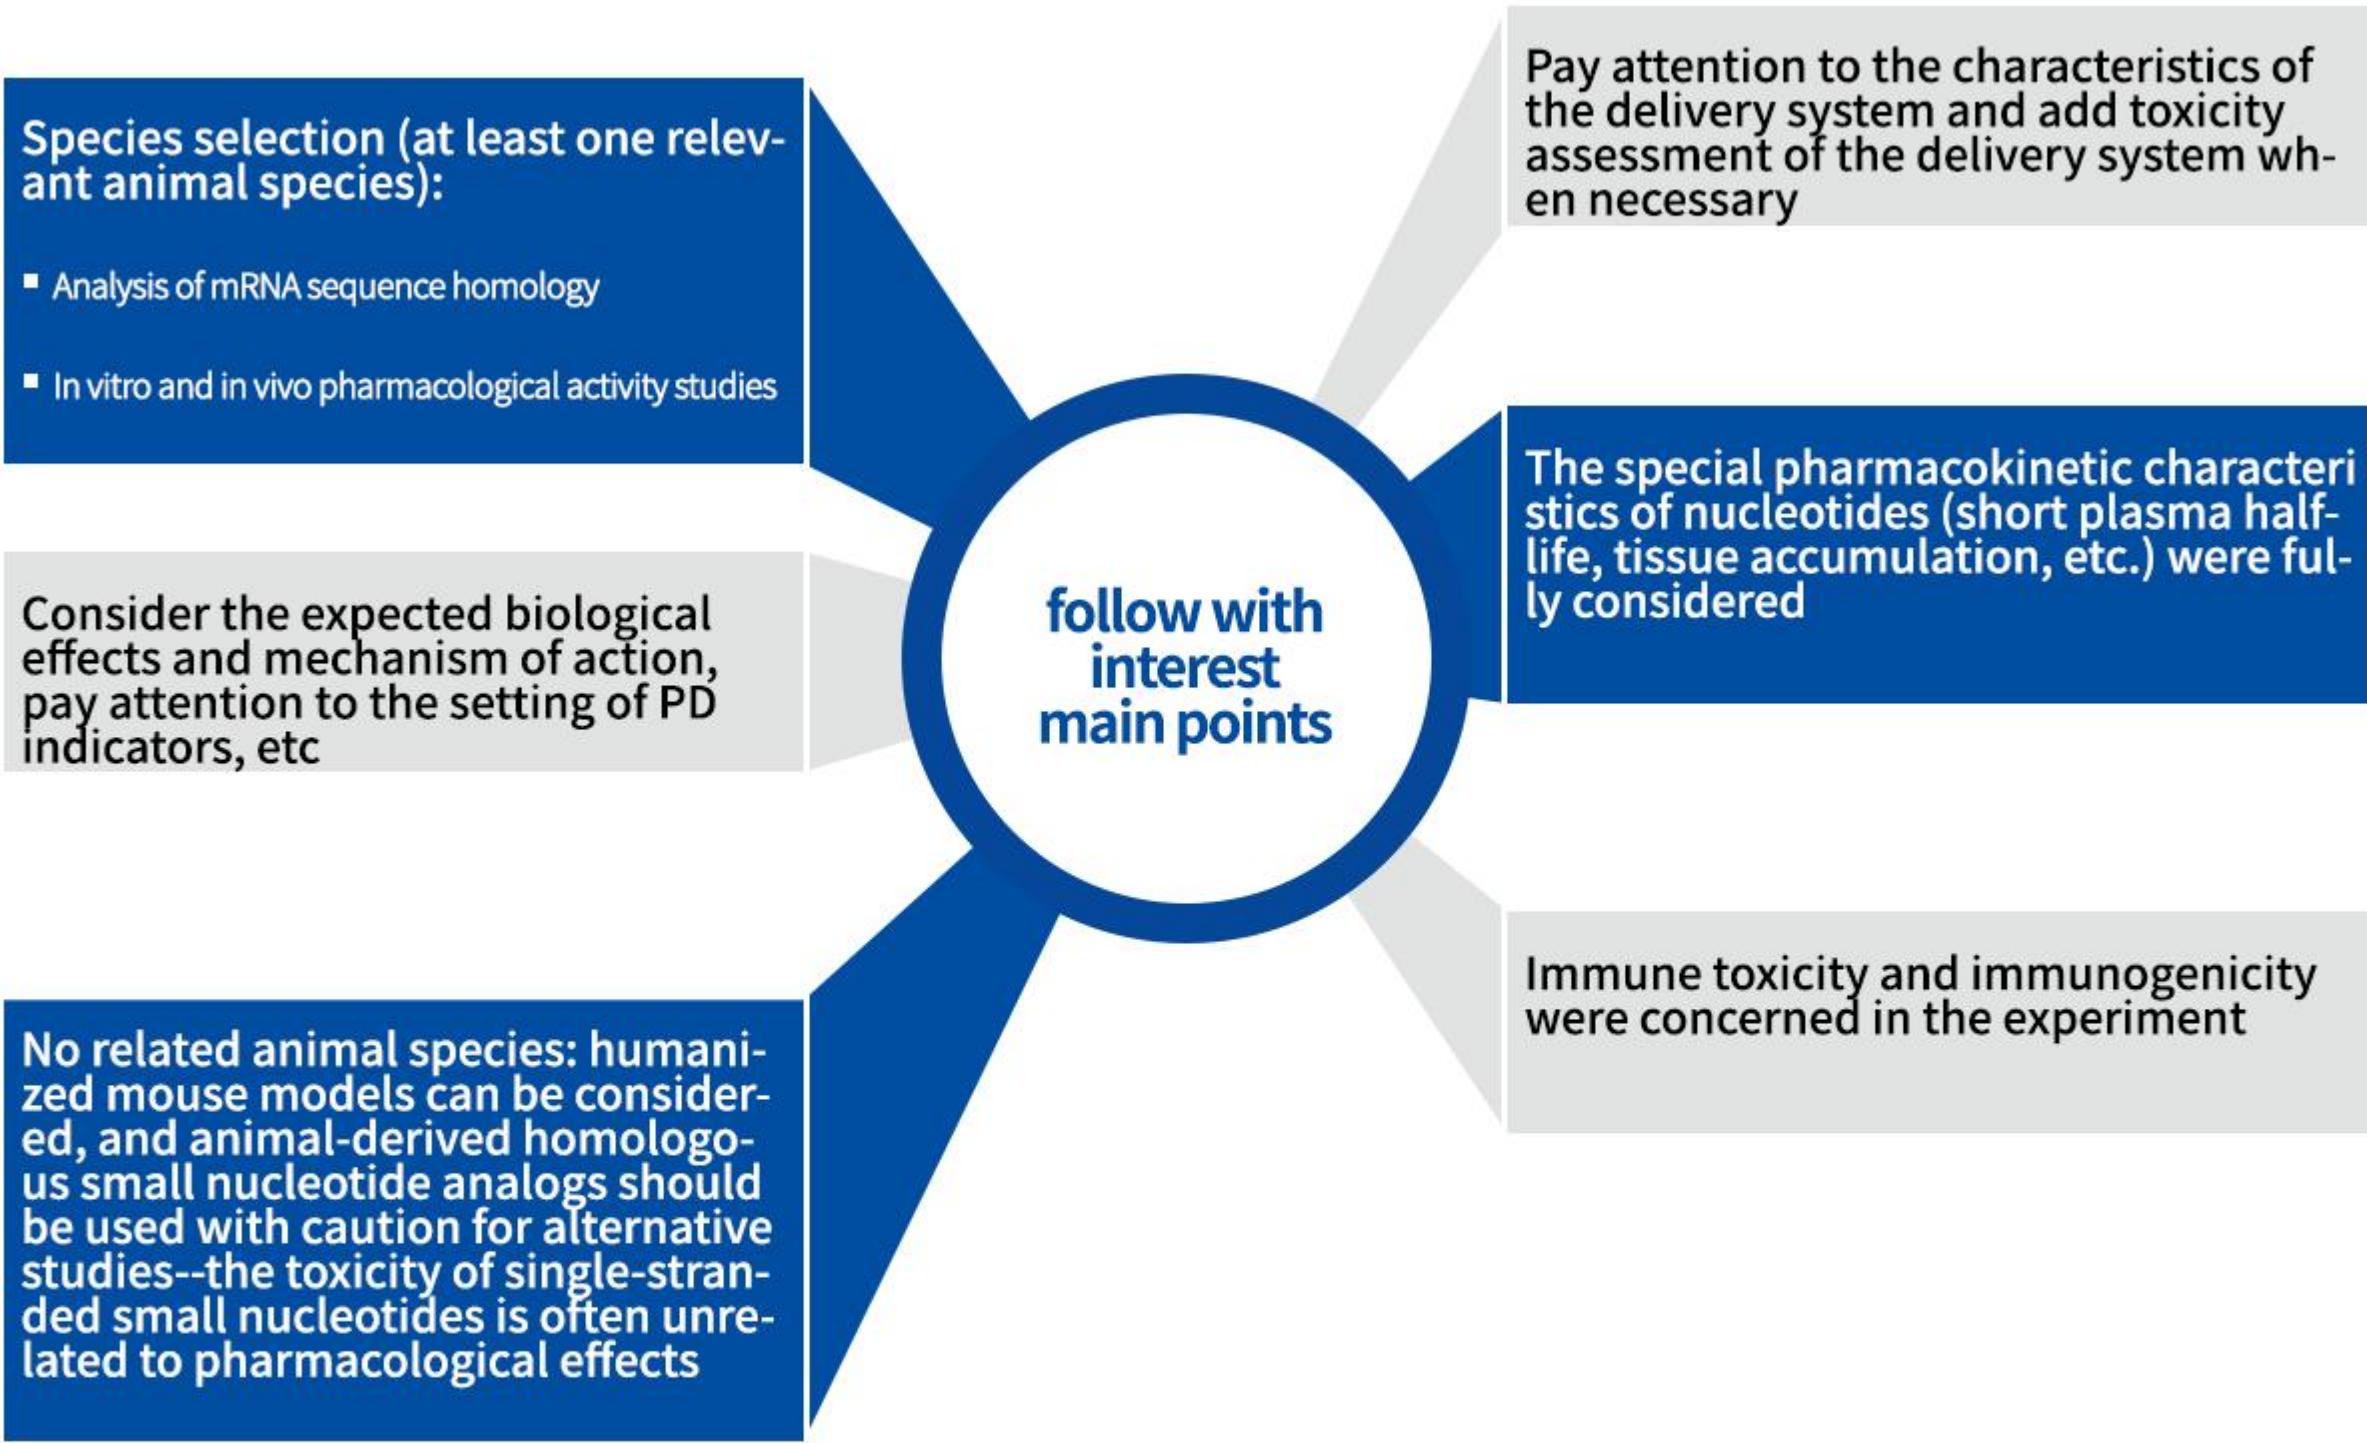 Species selection (at least one relev-
ant animal species):
▪ Analysis of mRNA sequence homology
▪ In vitro and in vivo pharmacological activity studies
Consider the expected biological
effects and mechanism of action,
pay attention to the setting of PD
indicators, etc
No related animal species: humani-
zed mouse models can be consider-
ed, and animal-derived homologo-
us small nucleotide analogs should
be used with caution for alternative
studies--the toxicity of single-stran-
ded small nucleotides is often unre-
lated to pharmacological effects
follow with
interest
main points
Pay attention to the characteristics of
the delivery system and add toxicity
assessment of the delivery system wh-
en necessary
The special pharmacokinetic characteri
stics of nucleotides (short plasma half-
life, tissue accumulation, etc.) were ful-
ly considered
Immune toxicity and immunogenicity
were concerned in the experiment